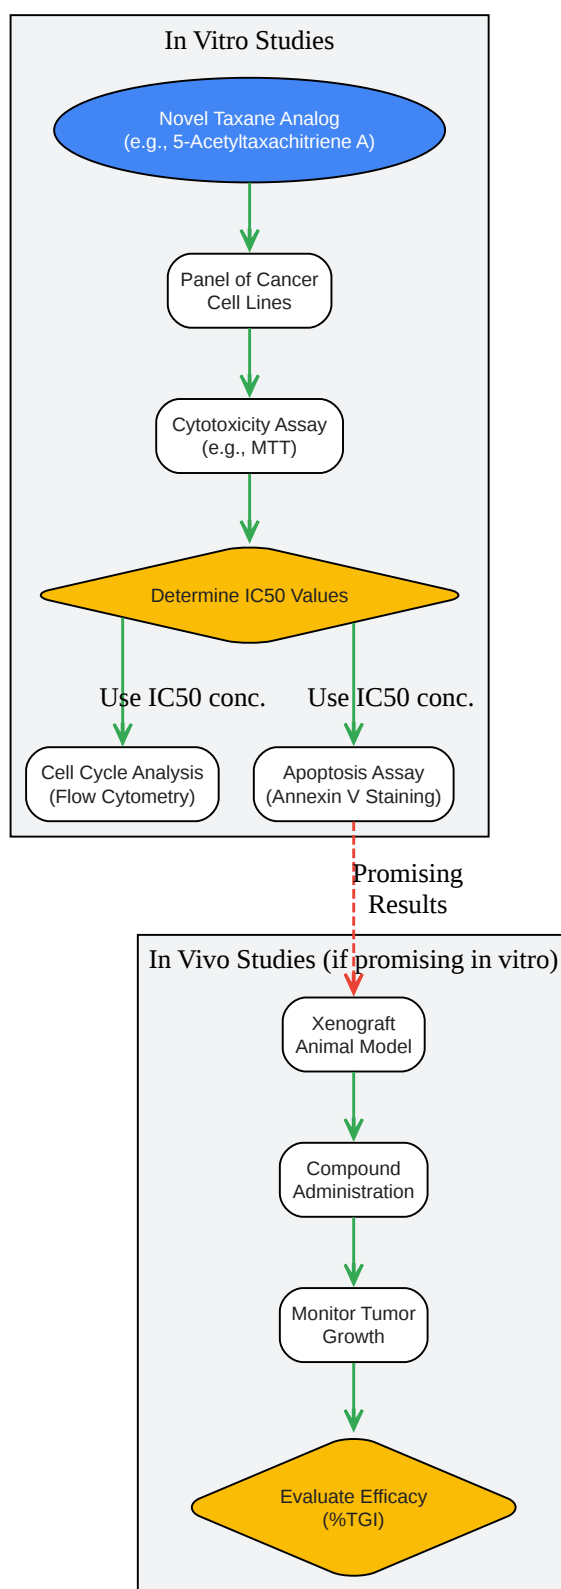 In Vitro Studies
Novel Taxane Analog
(e.g., 5-Acetyltaxachitriene A)
Panel of Cancer
Cell Lines
Cytotoxicity Assay
(e.g., MTT)
Determine IC50 Values
Use IC50 conc.
Use IC50 conc.
Cell Cycle Analysis
(Flow Cytometry)
Apoptosis Assay
(Annexin V Staining)
Promising
Results
In Vivo Studies (if promising in vitro)
Xenograft
Animal Model
Compound
Administration
Monitor Tumor
Growth
Evaluate Efficacy
(%TGI)